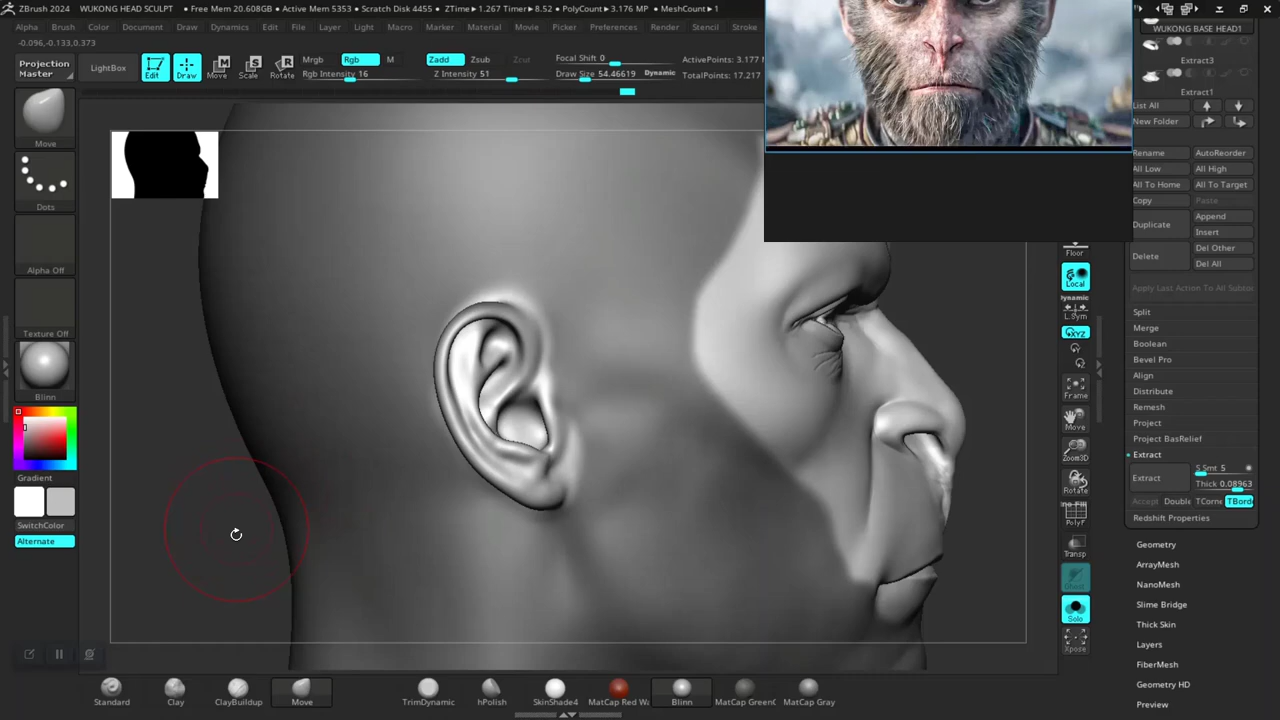 ZBrush 2024 WUKONG HEAD SCULPT • Free Mem 20.608GB • Active Mem 5353 • Scratch Disk 4455 • ZTime▸1.267 Timer▸8.52 • PolyCount▸3.176 MP • MeshCount▸1
Alpha Brush Color Document Draw Dynamics Edit File Layer Light Macro Marker Movie Picker Preferences Render Stencil Stroke
WUKONG BASE HEAD1
-0.096,-0.133,0.373
Projection Master
LightBox
Edit
Draw
Move
Scale
Rotate
Mrgb Rgb M
Rgb Intensity 16
Zadd Zsub Zcut
Z Intensity 51
Focal Shift 0
Draw Size 54.46619 Dynamic
ActivePoints: 3.177
TotalPoints: 17.217
Extract3
Extract1
List All
New Folder
Rename AutoReorder
All Low All High
All To Home All To Target
Copy Paste
Duplicate Append
Insert
Delete Del Other
Del All
Apply Last Action To All Subtoo
Split
Merge
Boolean
Bevel Pro
Align
Distribute
Remesh
Project
Project BasRelief
Extract
Extract S Smt 5
Thick 0.08963
Accept Double TCorne TBord
Redshift Properties
Geometry
ArrayMesh
NanoMesh
Slime Bridge
Thick Skin
Layers
FiberMesh
Geometry HD
Preview
Move
Dots
Alpha Off
Texture Off
Blinn
Gradient
SwitchColor
Alternate
Floor
Local
Dynamic
L.Sym
XYZ
Frame
Move
Zoom3D
Rotate
PolyF
Transp
Ghost
Solo
Xpose
Standard Clay ClayBuildup Move TrimDynamic hPolish SkinShade4 MatCap Red Wa Blinn MatCap GreenC MatCap Gray